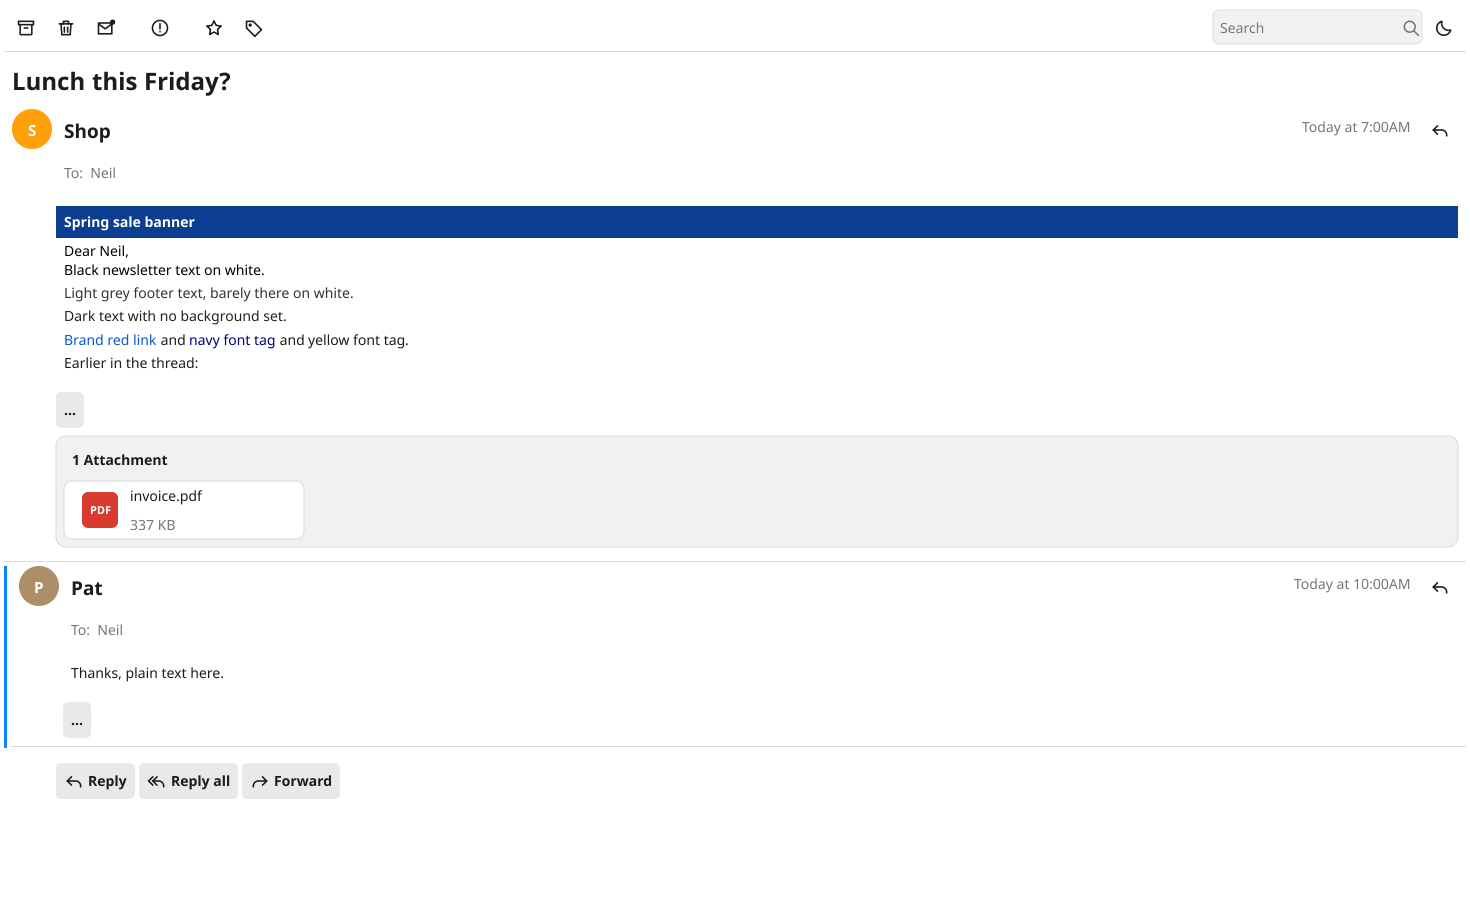 Search
Lunch this Friday?
S
Shop
Today at 7:00AM
To: Neil
Spring sale banner
Dear Neil,
Black newsletter text on white.
Light grey footer text, barely there on white.
Dark text with no background set.
Brand red link and navy font tag and yellow font tag.
Earlier in the thread:
...
1 Attachment
PDF
invoice.pdf
337 KB
P
Pat
Today at 10:00AM
To: Neil
Thanks, plain text here.
...
Reply
Reply all
Forward